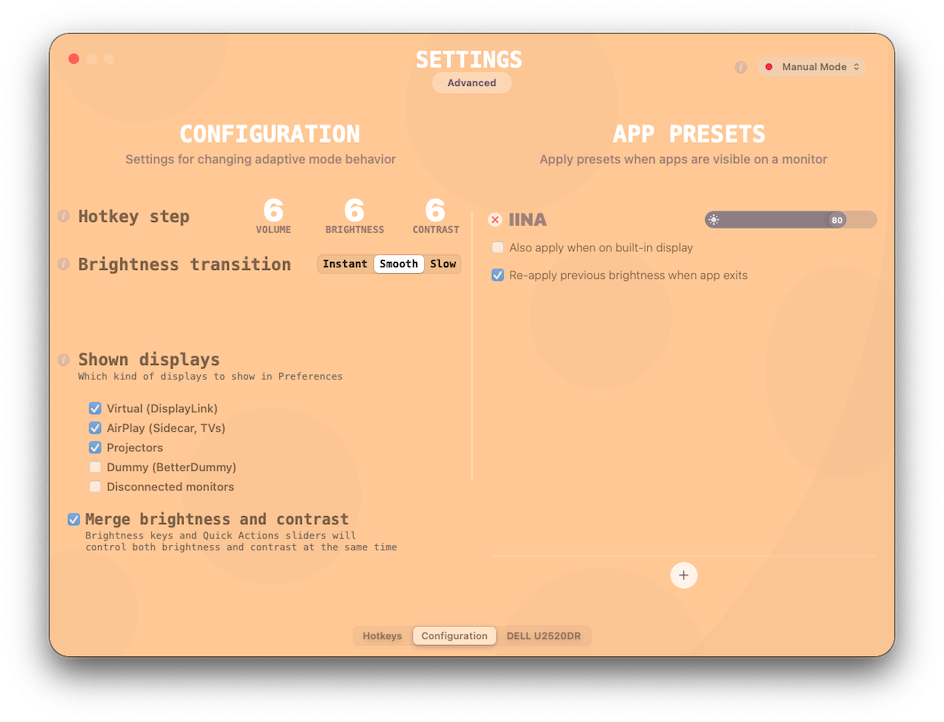 SETTINGS
Advanced
i
Manual Mode
CONFIGURATION
Settings for changing adaptive mode behavior
APP PRESETS
Apply presets when apps are visible on a monitor
i
Hotkey step
6
VOLUME
6
BRIGHTNESS
6
CONTRAST
i
Brightness transition
Instant
Smooth
Slow
i
Shown displays
Which kind of displays to show in Preferences
Virtual (DisplayLink)
AirPlay (Sidecar, TVs)
Projectors
Dummy (BetterDummy)
Disconnected monitors
Merge brightness and contrast
Brightness keys and Quick Actions sliders will
control both brightness and contrast at the same time
IINA
80
Also apply when on built-in display
Re-apply previous brightness when app exits
+
Hotkeys
Configuration
DELL U2520DR